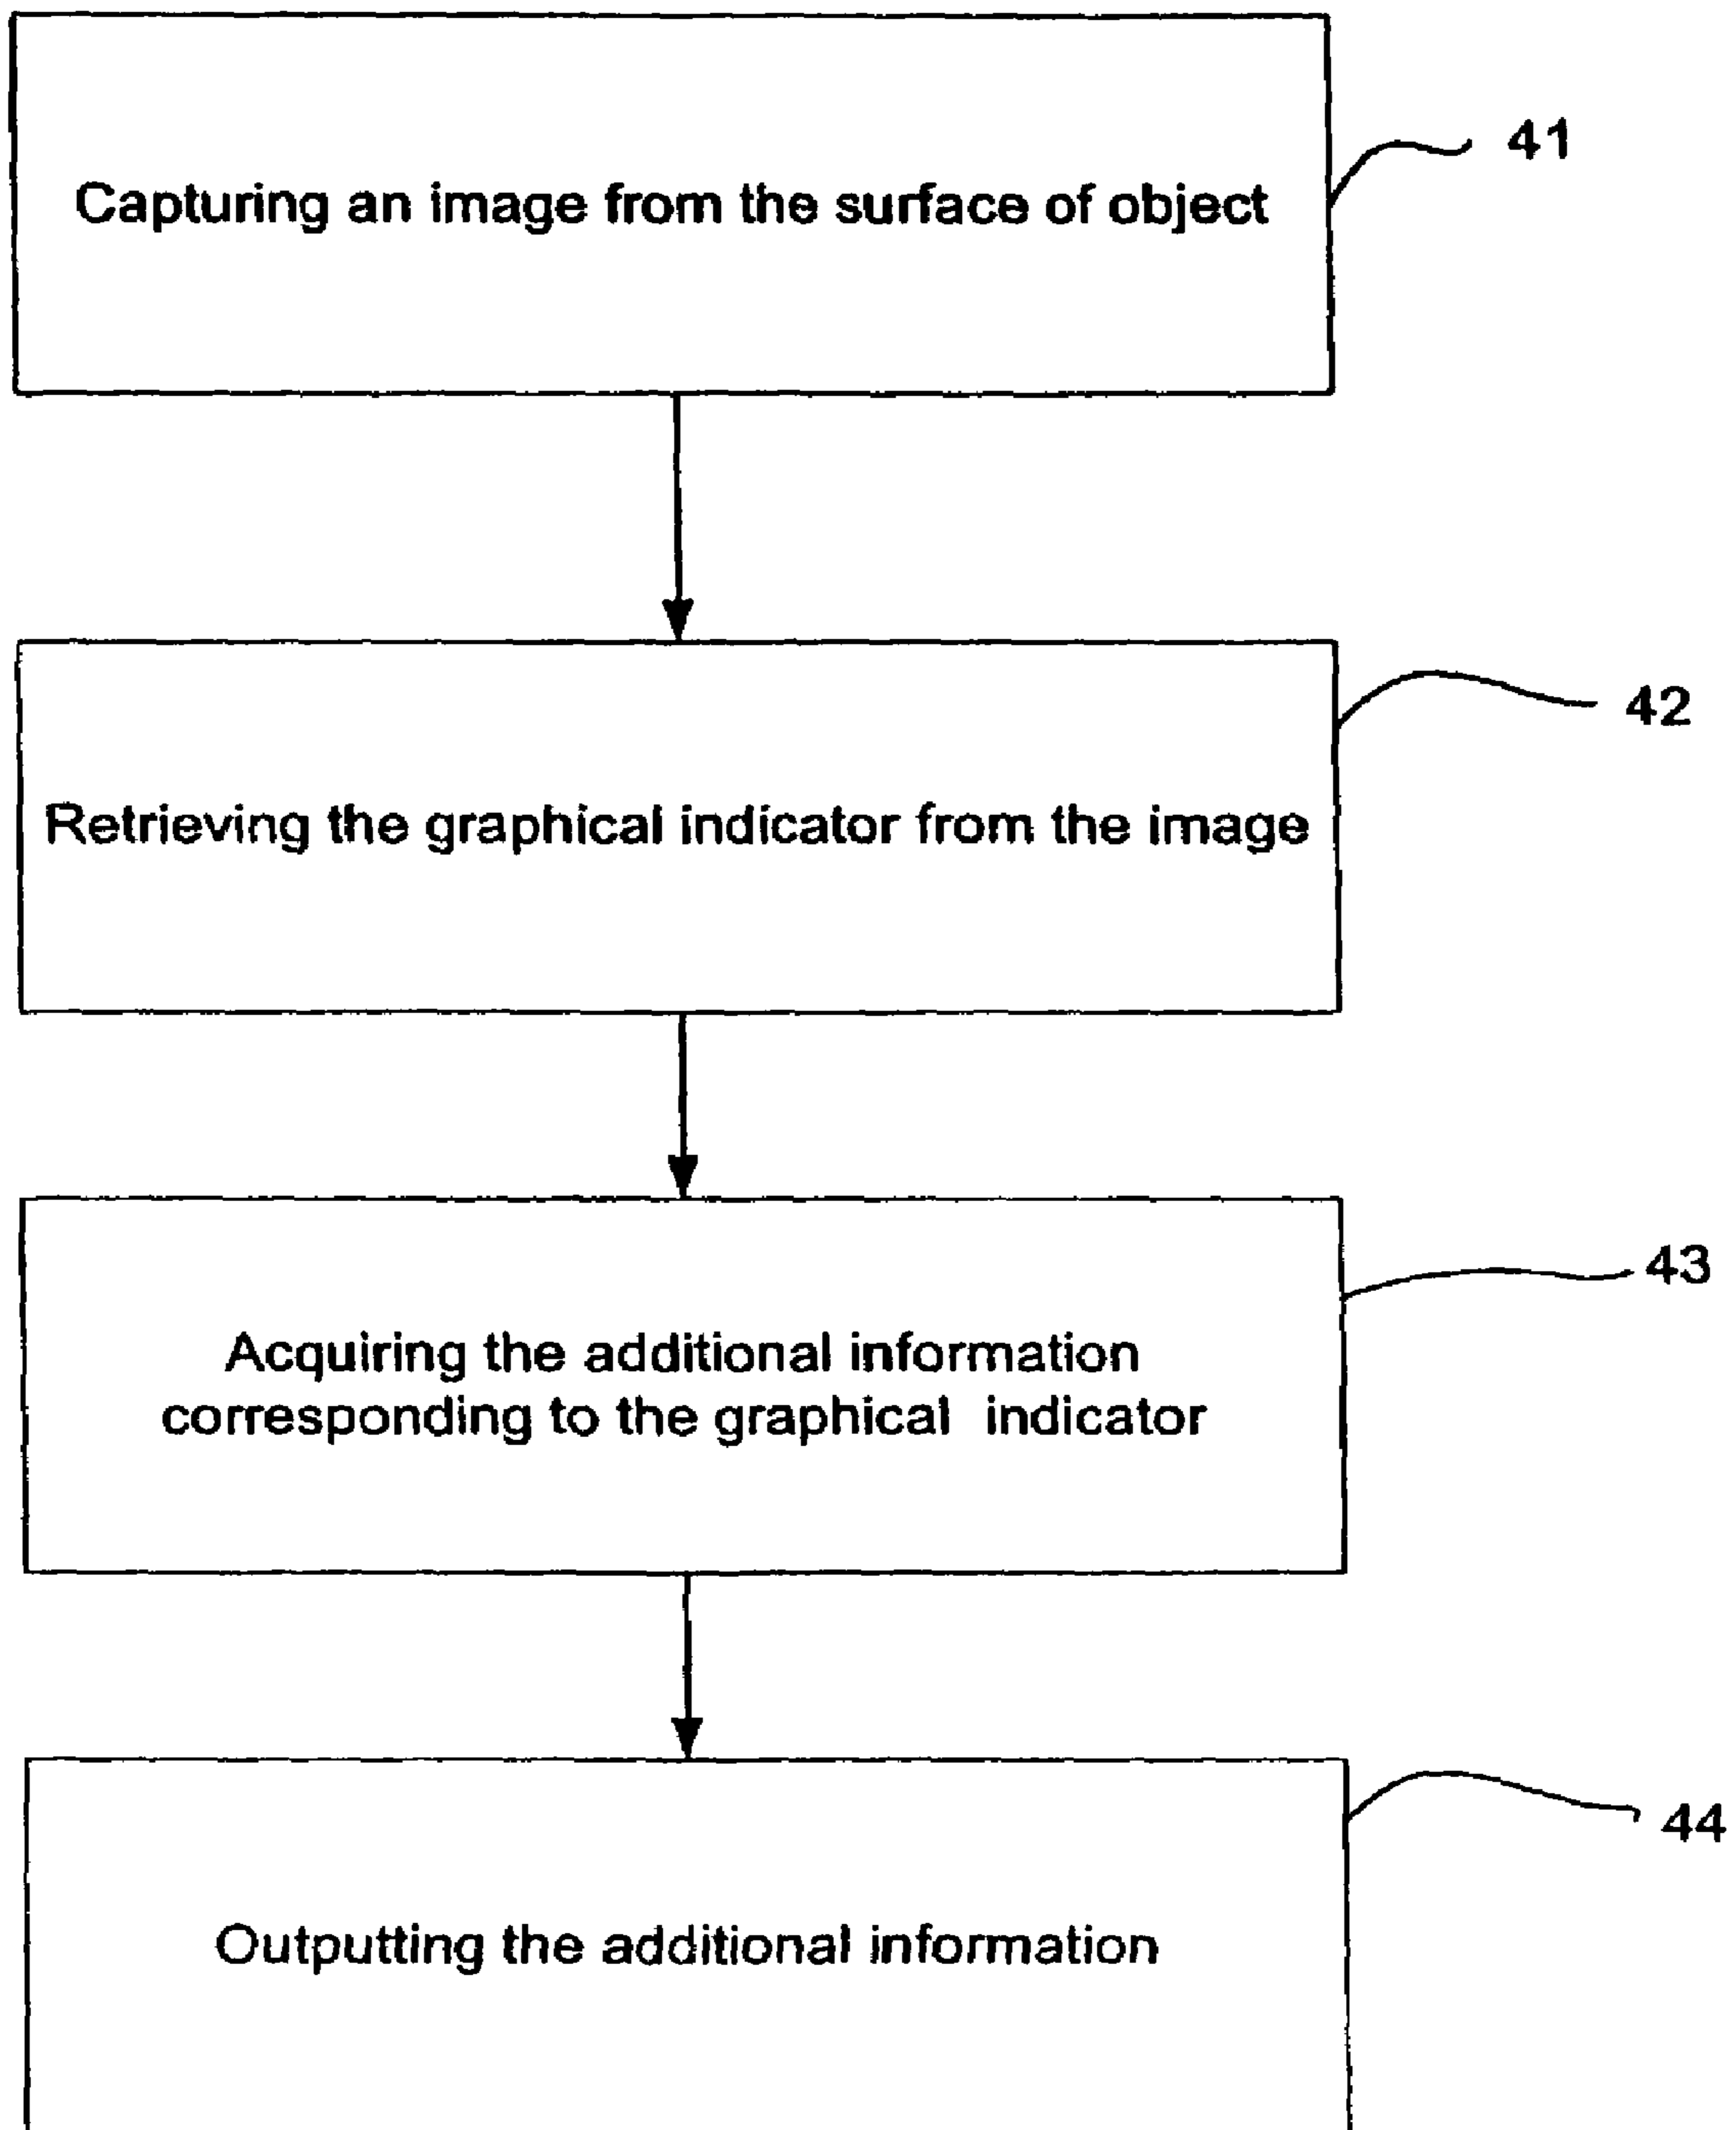 Capturing an image from the surface of object
41
Retrieving the graphical indicator from the image
42
Acquiring the additional information
corresponding to the graphical indicator
43
Outputting the additional information
44